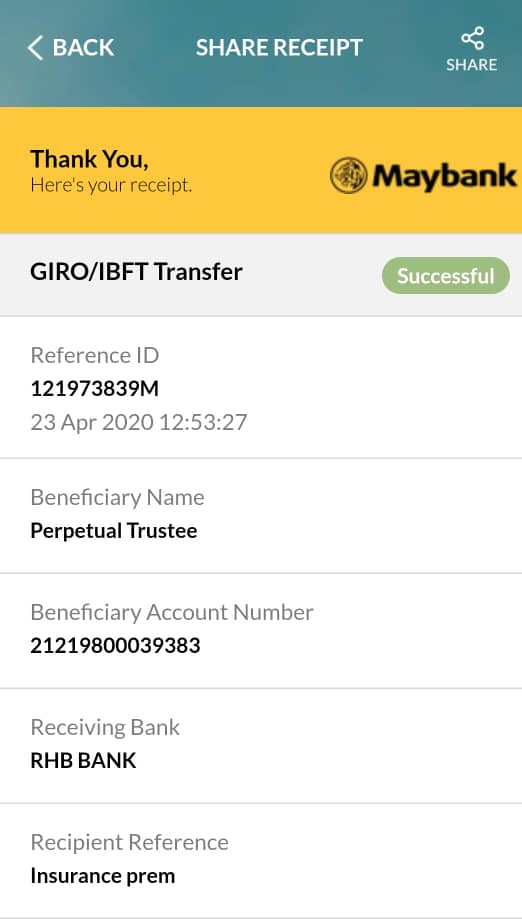 BACK
SHARE RECEIPT
SHARE
Thank You,
Here's your receipt.
Maybank
GIRO/IBFT Transfer
Successful
Reference ID
121973839M
23 Apr 2020 12:53:27
Beneficiary Name
Perpetual Trustee
Beneficiary Account Number
21219800039383
Receiving Bank
RHB BANK
Recipient Reference
Insurance prem